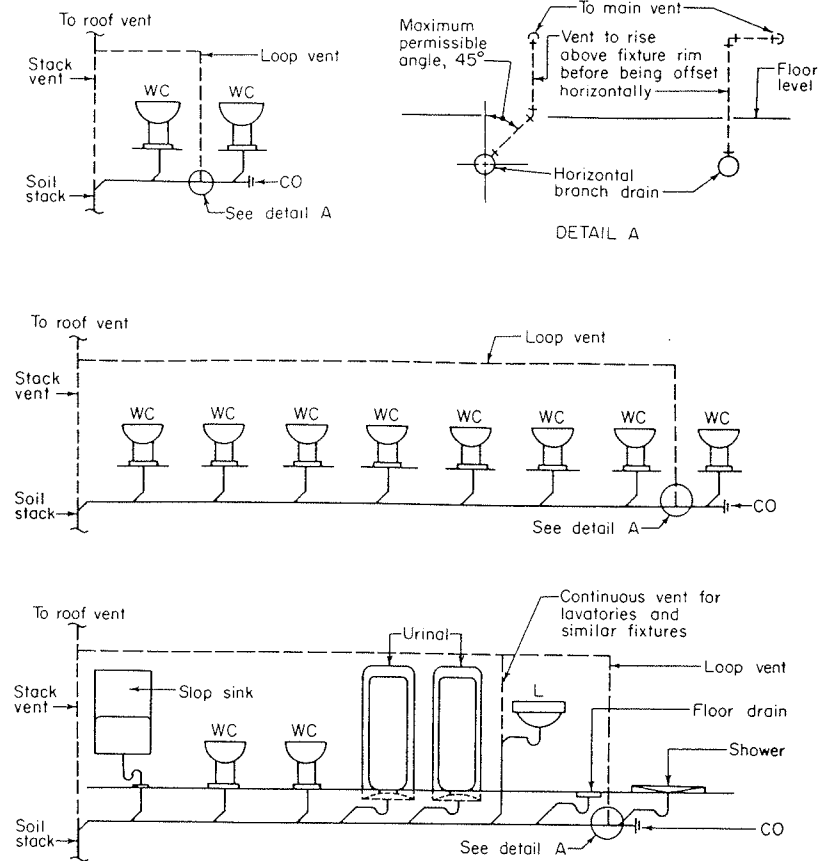 To roof vent
Stack
vent
Loop vent
WC
WC
Soil
stack
CO
See detail A
Maximum
permissible
angle, 45°
To main vent
Vent to rise
above fixture rim
before being offset
horizontally
Floor
level
Horizontal
branch drain
DETAIL A
To roof vent
Loop vent
Stack
vent
WC
WC
WC
WC
WC
WC
WC
WC
Soil
stack
CO
See detail A
To roof vent
Continuous vent for
lavatories and
similar fixtures
Urinal
Loop vent
Stack
vent
Slop sink
L
Floor drain
WC
WC
Shower
Soil
stack
CO
See detail A